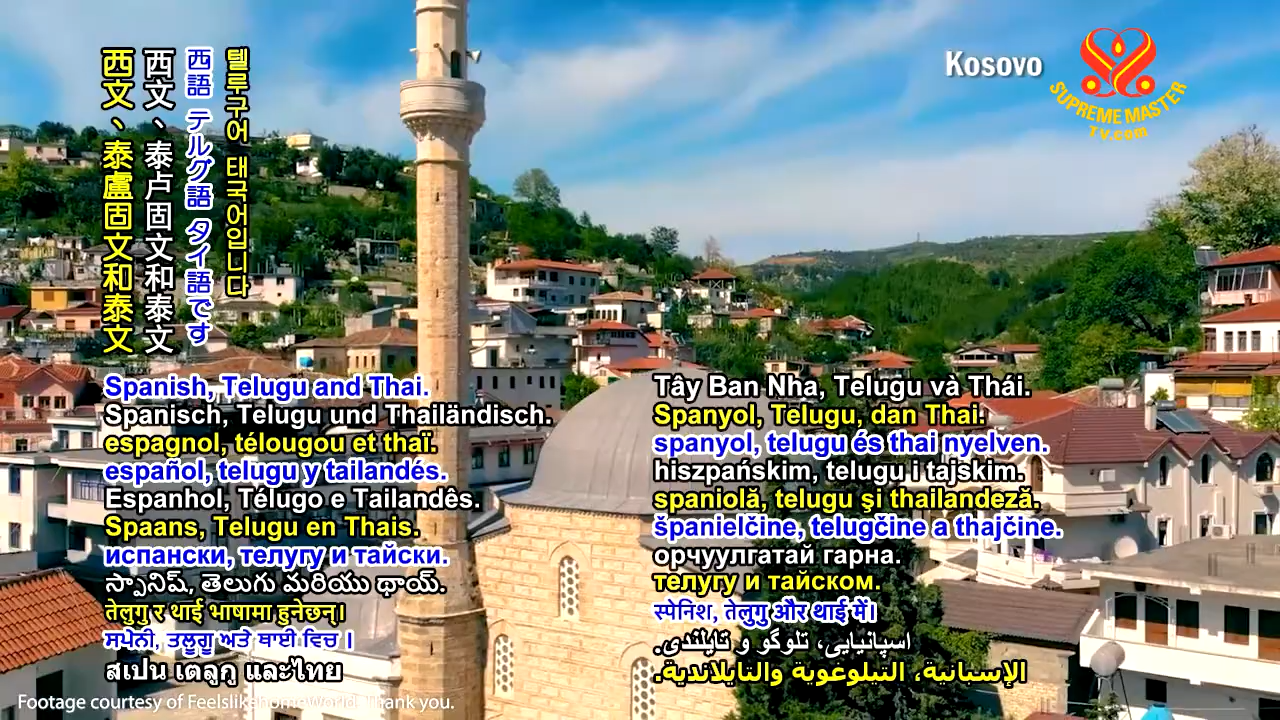 Kosovo
SUPREME MASTER
TV.com
텔루구어 태국어입니다
西語 テルグ語 タイ語です
西文、泰卢固文和泰文
西文、泰盧固文和泰文
Spanish, Telugu and Thai.
Spanisch, Telugu und Thailändisch.
espagnol, télougou et thaï.
español, telugu y tailandés.
Espanhol, Télugo e Tailandês.
Spaans, Telugu en Thais.
испански, телугу и тайски.
స్పానిష్, తెలుగు మరియు థాయ్.
तेलुगु र थाई भाषामा हुनेछन्।
ਸਪੇਨੀ, ਤਲੂਗੂ ਅਤੇ ਥਾਈ ਵਿਚ।
สเปน เตลูกู และไทย
Tây Ban Nha, Telugu và Thái.
Spanyol, Telugu, dan Thai.
spanyol, telugu és thai nyelven.
hiszpańskim, telugu i tajskim.
spaniolă, telugu şi thailandeză.
španielčine, telugčine a thajčine.
орчуулгатай гарна.
телугу и тайском.
स्पेनिश, तेलुगु और थाई में।
اسپانیایی، تلوگو و تایلندی.
الإسبانية، التيلوغوية والتايلاندية.
Footage courtesy of FeelslikehomeWorld. Thank you.